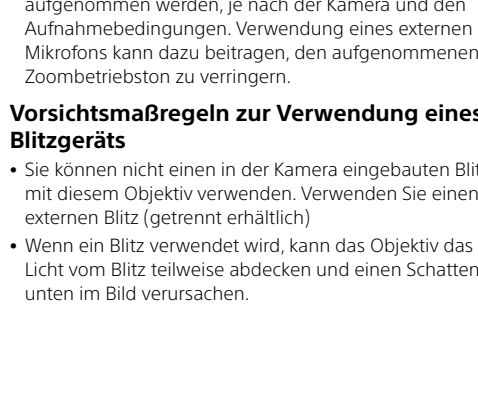 aufgenommen werden, je nach der Kamera und den
Aufnahmebedingungen. Verwendung eines externen
Mikrofons kann dazu beitragen, den aufgenommenen
Zoombetriebston zu verringern.
Vorsichtsmaßregeln zur Verwendung eines
Blitzgeräts
• Sie können nicht einen in der Kamera eingebauten Blit
mit diesem Objektiv verwenden. Verwenden Sie einen
externen Blitz (getrennt erhältlich)
• Wenn ein Blitz verwendet wird, kann das Objektiv das
Licht vom Blitz teilweise abdecken und einen Schatten
unten im Bild verursachen.